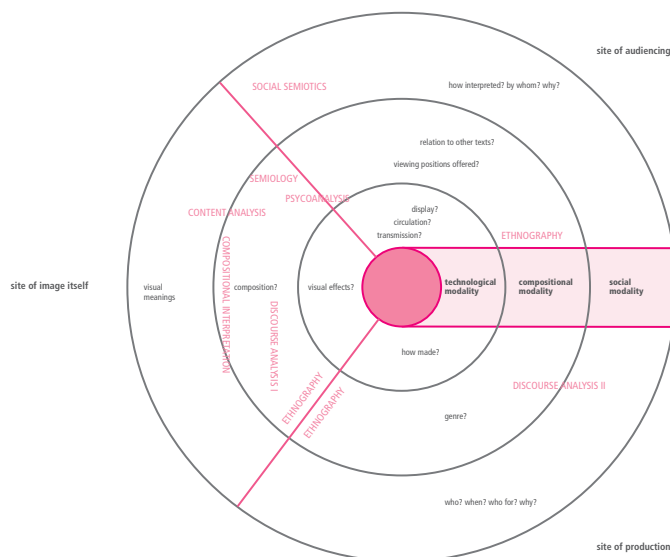 site of audiencing
SOCIAL SEMIOTICS
how interpreted? by whom? why?
relation to other texts?
viewing positions offered?
SEMIOLOGY
PSYCOANALYSIS
CONTENT ANALYSIS
display?
circulation?
transmission?
ETHNOGRAPHY
COMPOSITIONAL INTERPRETATION
site of image itself
visual
meanings
composition?
visual effects?
technological
modality
compositional
modality
social
modality
DISCOURSE ANALYSIS I
how made?
ETHNOGRAPHY
ETHNOGRAPHY
DISCOURSE ANALYSIS II
genre?
who? when? who for? why?
site of production